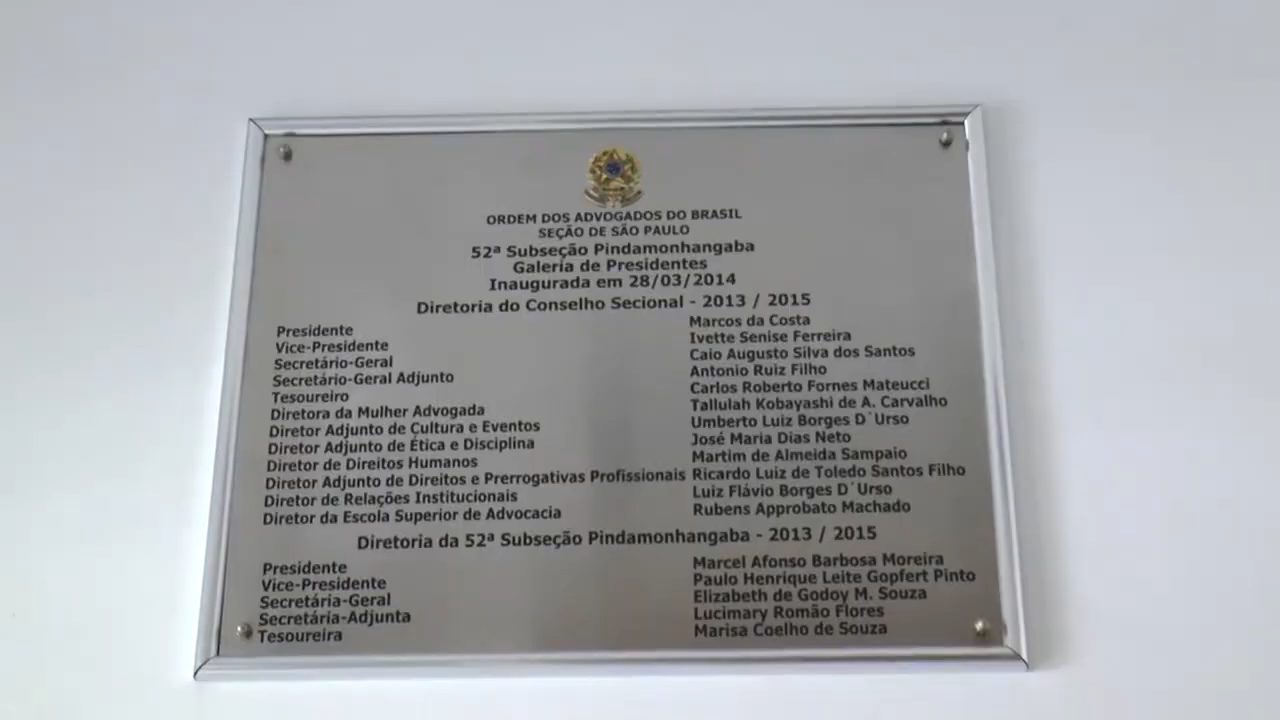 ORDEM DOS ADVOGADOS DO BRASIL
SEÇÃO DE SÃO PAULO
52ª Subseção Pindamonhangaba
Galeria de Presidentes
Inaugurada em 28/03/2014
Diretoria do Conselho Secional - 2013 / 2015
Presidente Marcos da Costa
Vice-Presidente Ivette Senise Ferreira
Secretário-Geral Caio Augusto Silva dos Santos
Secretário-Geral Adjunto Antonio Ruiz Filho
Tesoureiro Carlos Roberto Fornes Mateucci
Diretora da Mulher Advogada Tallulah Kobayashi de A. Carvalho
Diretor Adjunto de Cultura e Eventos Umberto Luiz Borges D´Urso
Diretor Adjunto de Ética e Disciplina José Maria Dias Neto
Diretor de Direitos Humanos Martim de Almeida Sampaio
Diretor Adjunto de Direitos e Prerrogativas Profissionais Ricardo Luiz de Toledo Santos Filho
Diretor de Relações Institucionais Luiz Flávio Borges D´Urso
Diretor da Escola Superior de Advocacia Rubens Approbato Machado
Diretoria da 52ª Subseção Pindamonhangaba - 2013 / 2015
Presidente Marcel Afonso Barbosa Moreira
Vice-Presidente Paulo Henrique Leite Gopfert Pinto
Secretária-Geral Elizabeth de Godoy M. Souza
Secretária-Adjunta Lucimary Romão Flores
Tesoureira Marisa Coelho de Souza